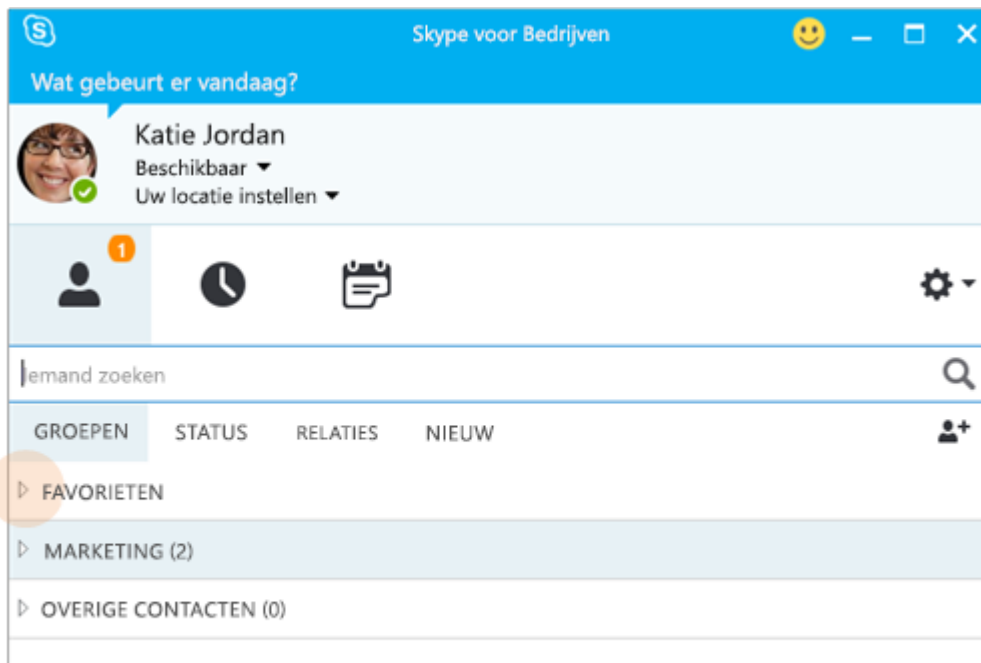 Skype voor Bedrijven
Wat gebeurt er vandaag?
Katie Jordan
Beschikbaar
Uw locatie instellen
1
Iemand zoeken
GROEPEN STATUS RELATIES NIEUW
FAVORIETEN
MARKETING (2)
OVERIGE CONTACTEN (0)